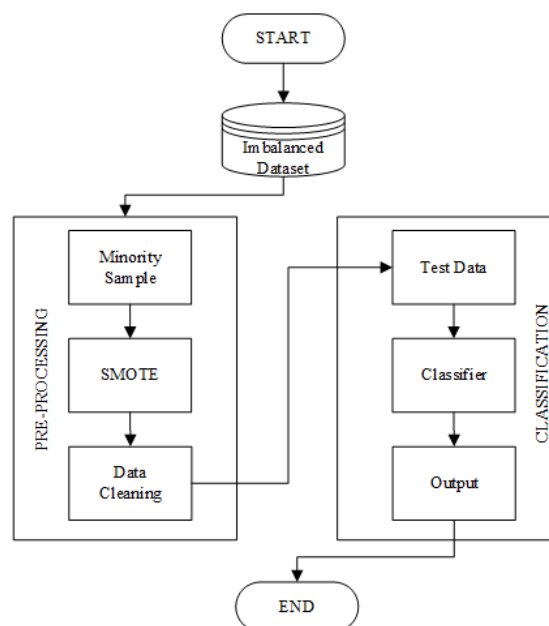 START
Imbalanced
Dataset
PRE-PROCESSING
Minority
Sample
SMOTE
Data
Cleaning
Test Data
Classifier
Output
CLASSIFICATION
END